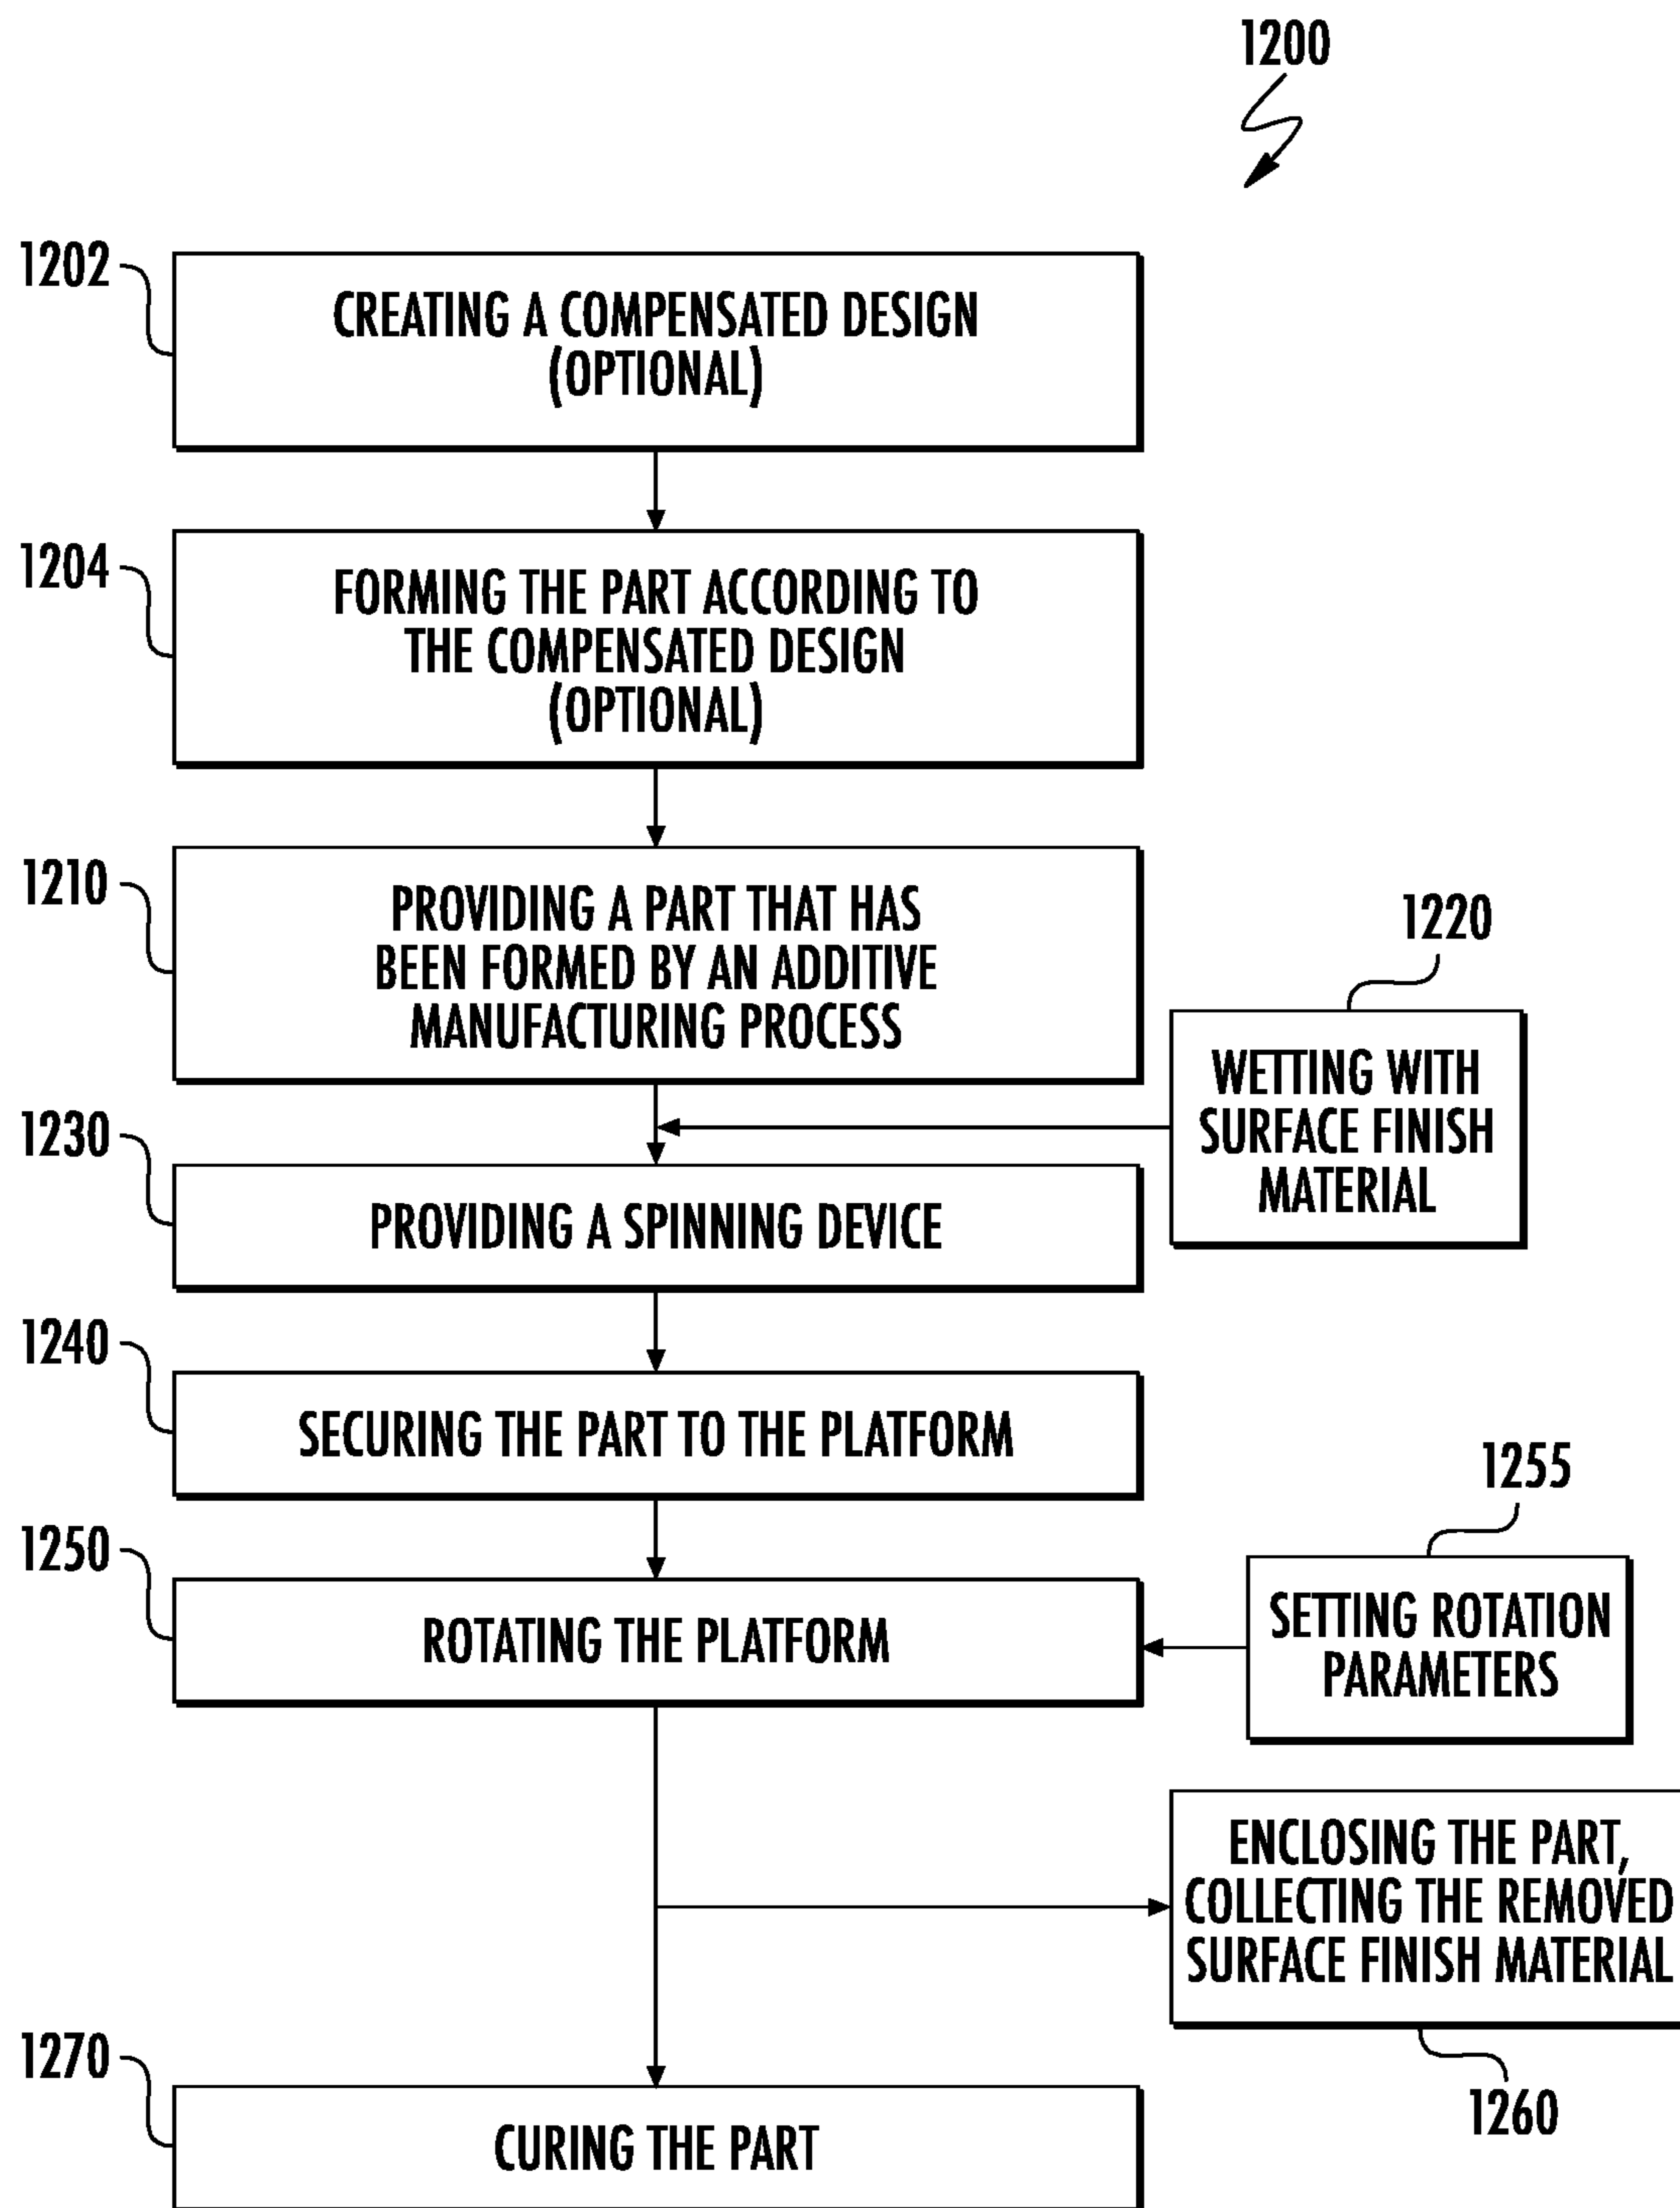 1200
1202
CREATING A COMPENSATED DESIGN
(OPTIONAL)
1204
FORMING THE PART ACCORDING TO
THE COMPENSATED DESIGN
(OPTIONAL)
1210
PROVIDING A PART THAT HAS
BEEN FORMED BY AN ADDITIVE
MANUFACTURING PROCESS
1220
WETTING WITH
SURFACE FINISH
MATERIAL
1230
PROVIDING A SPINNING DEVICE
1240
SECURING THE PART TO THE PLATFORM
1250
ROTATING THE PLATFORM
1255
SETTING ROTATION
PARAMETERS
ENCLOSING THE PART,
COLLECTING THE REMOVED
SURFACE FINISH MATERIAL
1260
1270
CURING THE PART